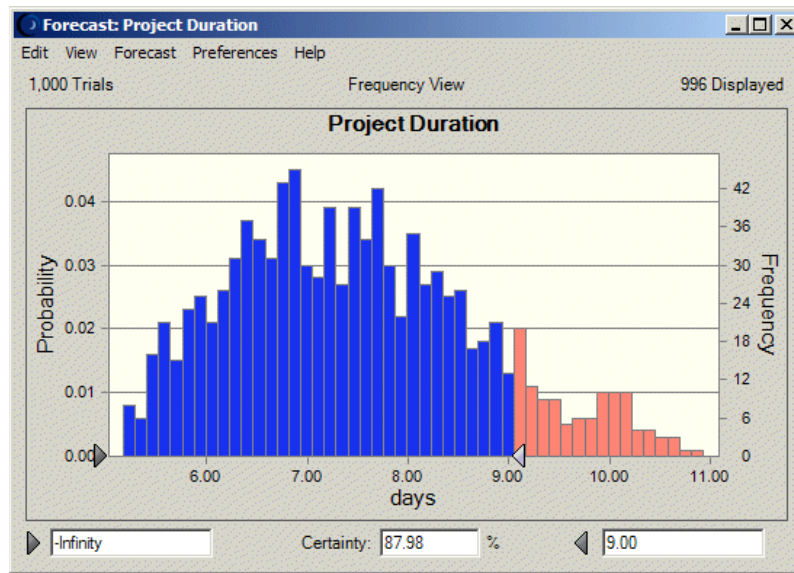 Forecast: Project Duration
Edit View Forecast Preferences Help
1,000 Trials Frequency View 996 Displayed
Project Duration
Probability
0.04
0.03
0.02
0.01
0.00
42
36
30
24
18
12
6
0
Frequency
6.00 7.00 8.00 9.00 10.00 11.00
days
-Infinity Certainty: 87.98 % 9.00